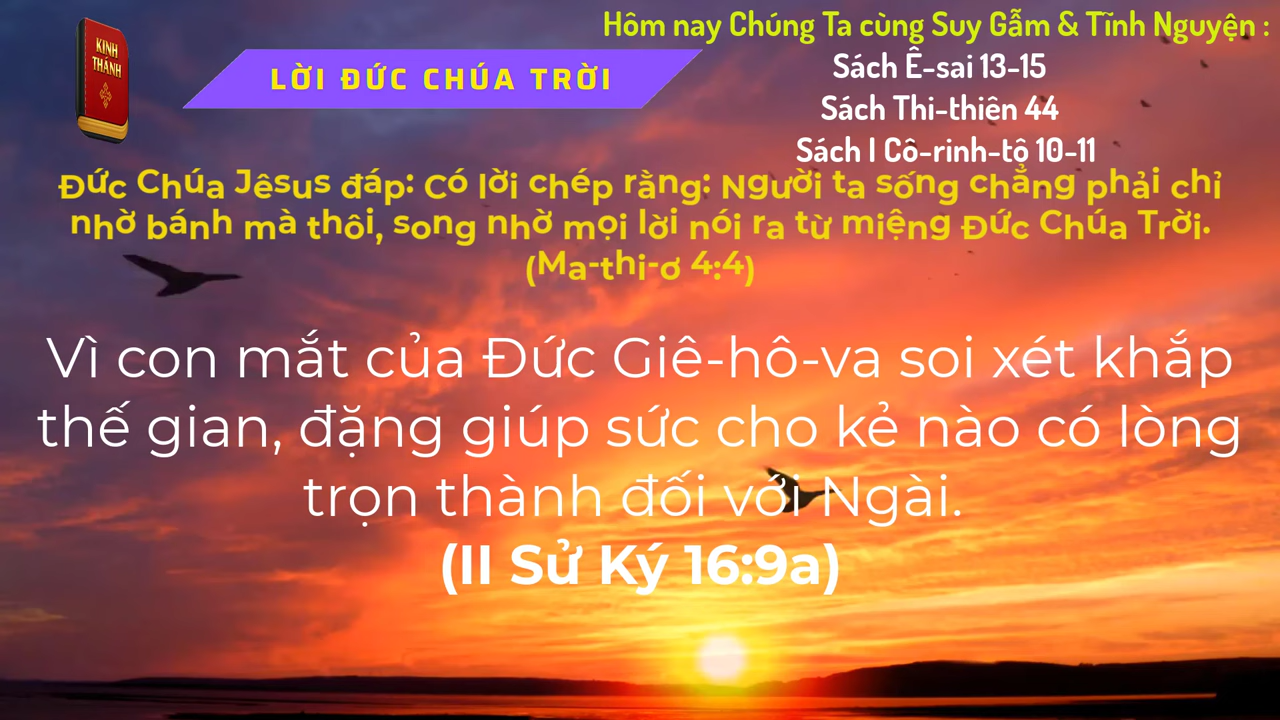 KINH
THÁNH
LỜI ĐỨC CHÚA TRỜI
Hôm nay Chúng Ta cùng Suy Gẫm & Tĩnh Nguyện :
Sách Ê-sai 13-15
Sách Thi-thiên 44
Sách I Cô-rinh-tô 10-11
Đức Chúa Jêsus đáp: Có lời chép rằng: Người ta sống chẳng phải chỉ
nhờ bánh mà thôi, song nhờ mọi lời nói ra từ miệng Đức Chúa Trời.
(Ma-thi-ơ 4:4)
Vì con mắt của Đức Giê-hô-va soi xét khắp
thế gian, đặng giúp sức cho kẻ nào có lòng
trọn thành đối với Ngài.
(II Sử Ký 16:9a)